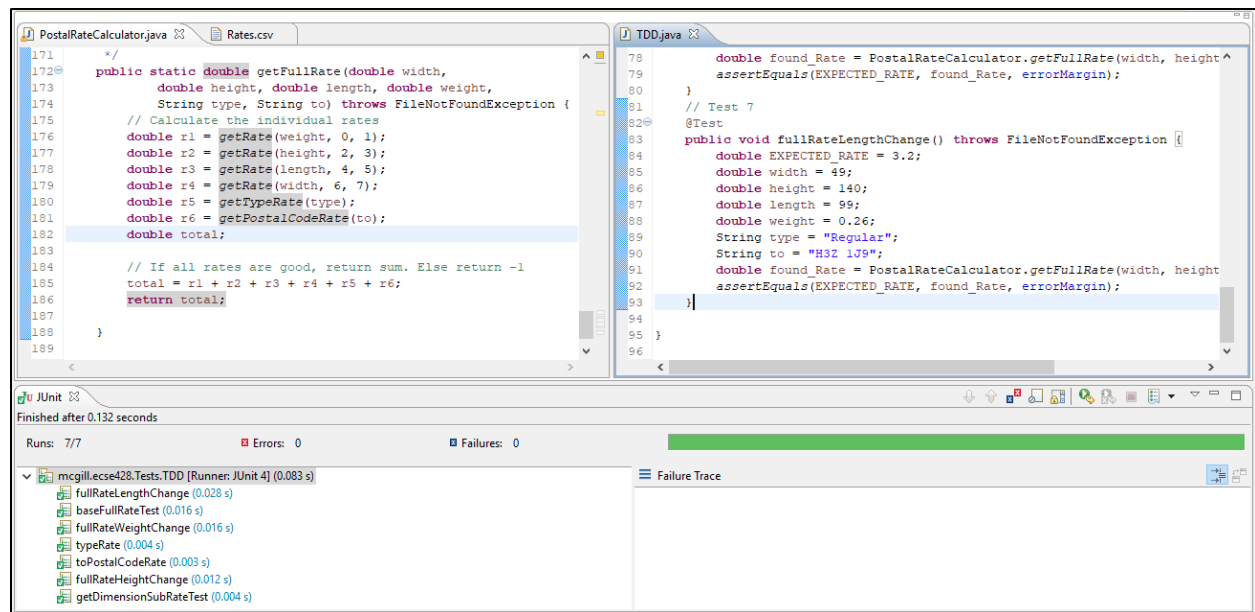 PostalRateCalculator.java
Rates.csv
171         */
172     public static double getFullRate(double width,
173             double height, double length, double weight,
174             String type, String to) throws FileNotFoundException {
175         // Calculate the individual rates
176         double r1 = getRate(weight, 0, 1);
177         double r2 = getRate(height, 2, 3);
178         double r3 = getRate(length, 4, 5);
179         double r4 = getRate(width, 6, 7);
180         double r5 = getTypeRate(type);
181         double r6 = getPostalCodeRate(to);
182         double total;
183
184         // If all rates are good, return sum. Else return -1
185         total = r1 + r2 + r3 + r4 + r5 + r6;
186         return total;
187
188     }
189
TDD.java
78         double found_Rate = PostalRateCalculator.getFullRate(width, height
79         assertEquals(EXPECTED_RATE, found_Rate, errorMargin);
80     }
81     // Test 7
82     @Test
83     public void fullRateLengthChange() throws FileNotFoundException {
84         double EXPECTED_RATE = 3.2;
85         double width = 49;
86         double height = 140;
87         double length = 99;
88         double weight = 0.26;
89         String type = "Regular";
90         String to = "H3Z 1J9";
91         double found_Rate = PostalRateCalculator.getFullRate(width, height
92         assertEquals(EXPECTED_RATE, found_Rate, errorMargin);
93     }
94
95 }
96
JUnit
Finished after 0.132 seconds
Runs: 7/7 Errors: 0 Failures: 0
mcgill.ecse428.Tests.TDD [Runner: JUnit 4] (0.083 s)
fullRateLengthChange (0.028 s)
baseFullRateTest (0.016 s)
fullRateWeightChange (0.016 s)
typeRate (0.004 s)
toPostalCodeRate (0.003 s)
fullRateHeightChange (0.012 s)
getDimensionSubRateTest (0.004 s)
Failure Trace